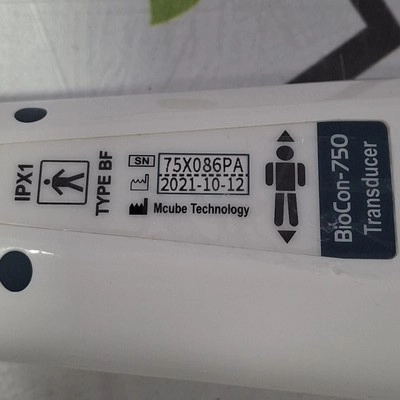 IPX1
TYPE BF
SN 75X086PA
2021-10-12
Mcube Technology
BioCon-750
Transducer